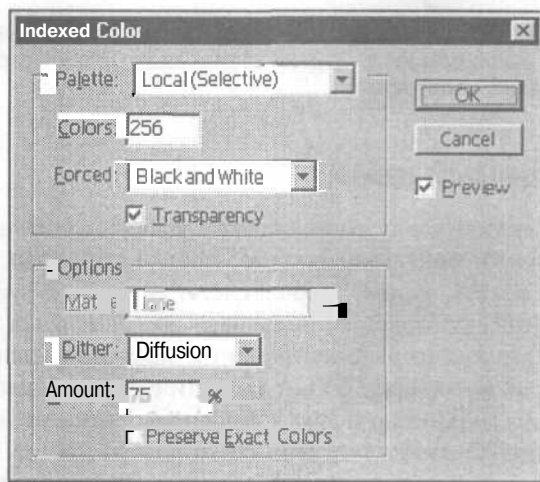 Indexed Color
Palette: Local (Selective)
OK
Colors: 256
Cancel
Forced: Black and White
Preview
Transparency
Options
Matte
Dither: Diffusion
Amount; 75 %
Preserve Exact Colors